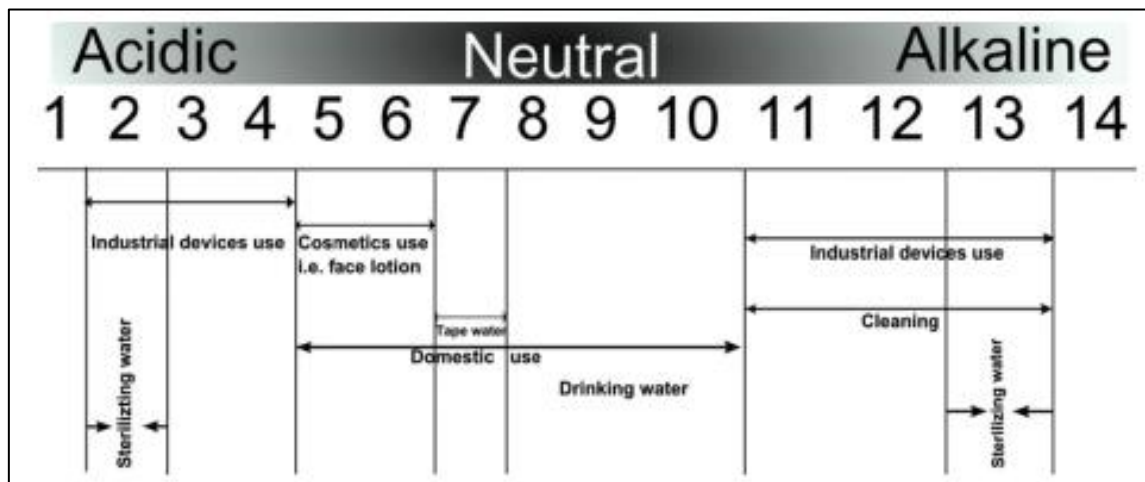 Acidic Neutral Alkaline
1 2 3 4 5 6 7 8 9 10 11 12 13 14
Industrial devices use
Cosmetics use
i.e. face lotion
Industrial devices use
Tape water
Cleaning
Domestic use
Drinking water
Sterilizting water
Sterilizing water